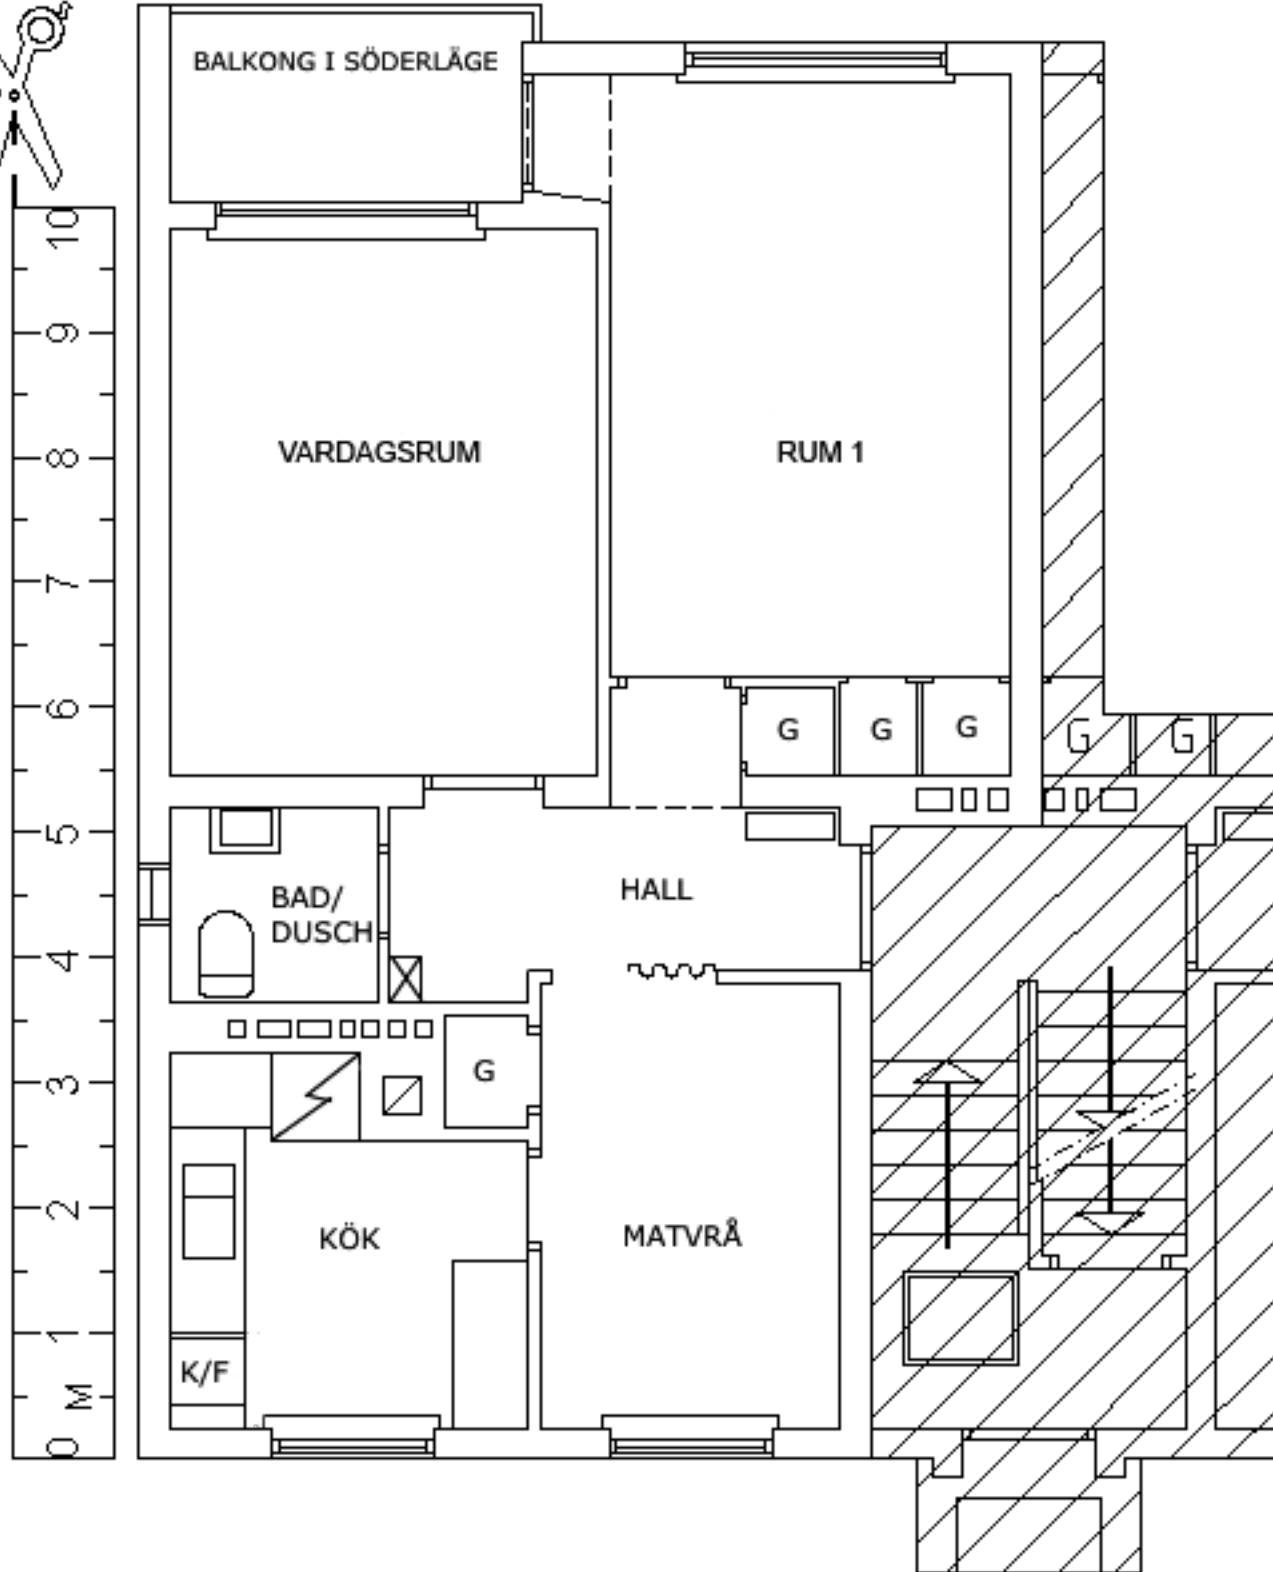 BALKONG I SÖDERLÄGE
10
9
8
VARDAGSRUM
RUM 1
7
6
G
G
G
G
G
5
HALL
BAD/
DUSCH
4
3
G
2
KÖK
MATVRÅ
1
K/F
M
0